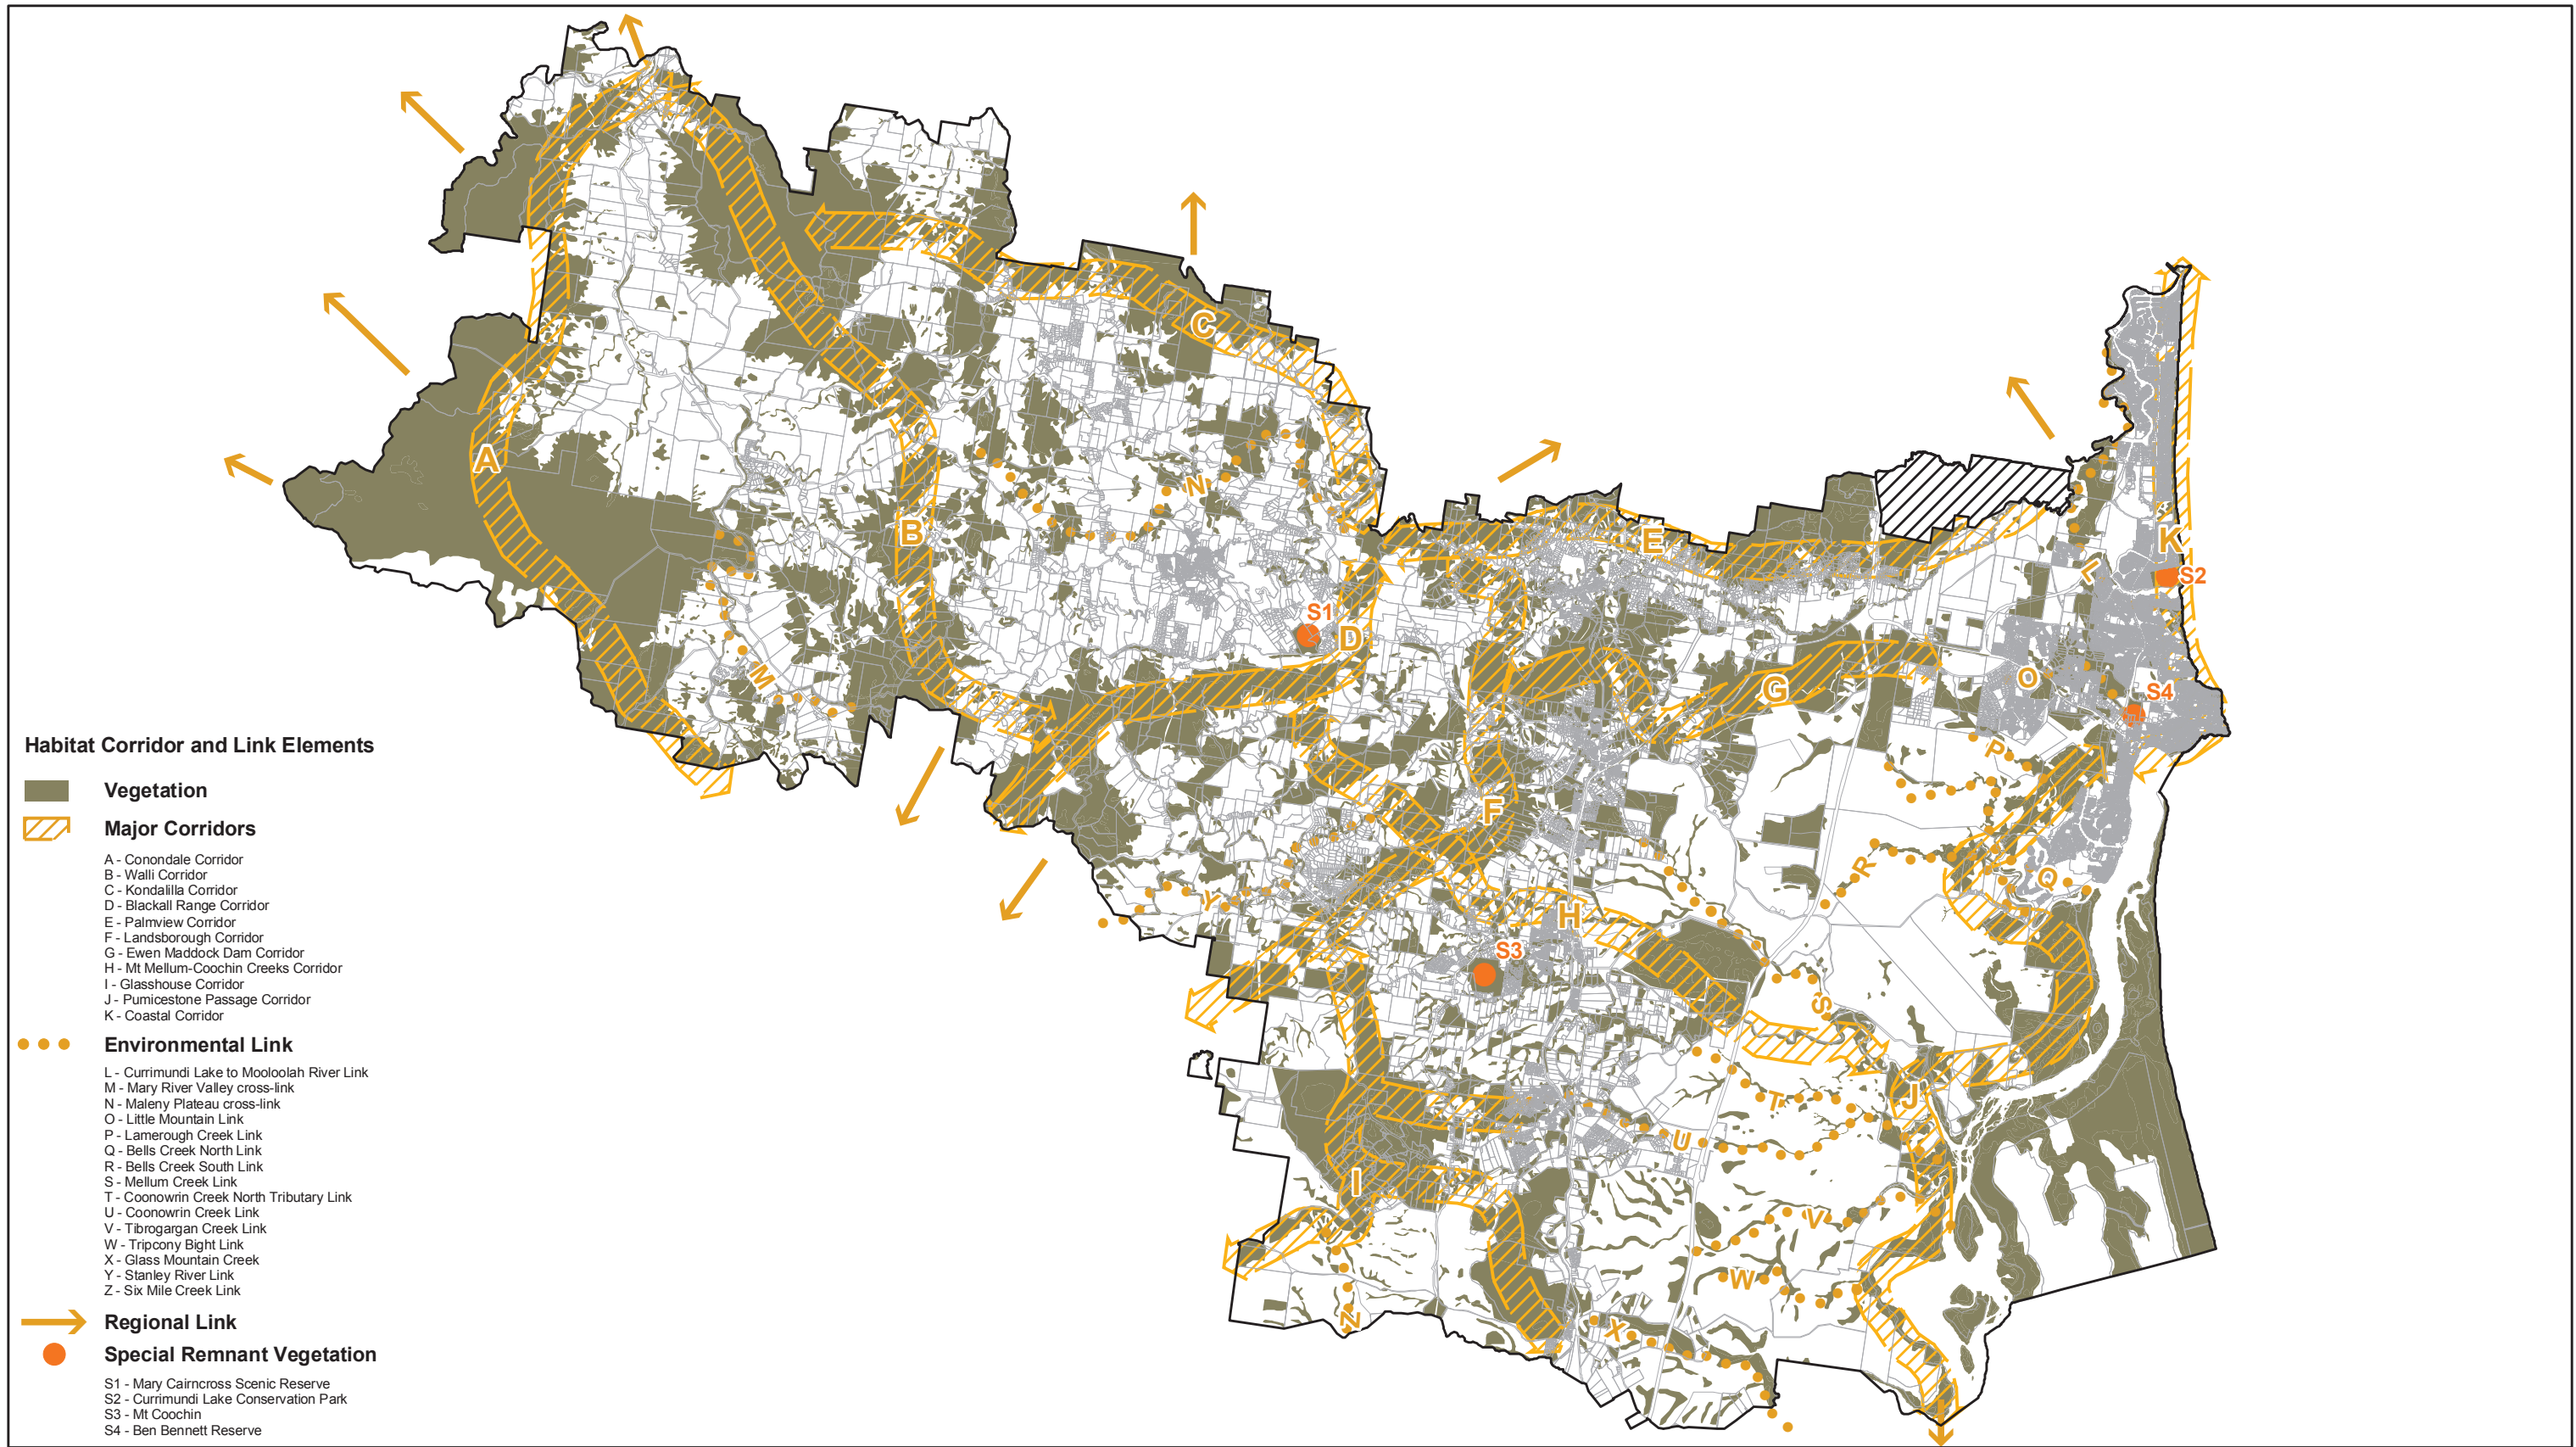 C
A
N
B
E
K
L
S2
S1
D
M
O
G
S4
P
F
R
Q
Y
H
S3
S
J
T
U
I
V
W
Z
X
Habitat Corridor and Link Elements
Vegetation
Major Corridors
A - Conondale Corridor
B - Walli Corridor
C - Kondalilla Corridor
D - Blackall Range Corridor
E - Palmview Corridor
F - Landsborough Corridor
G - Ewen Maddock Dam Corridor
H - Mt Mellum-Coochin Creeks Corridor
I - Glasshouse Corridor
J - Pumicestone Passage Corridor
K - Coastal Corridor
Environmental Link
L - Currimundi Lake to Mooloolah River Link
M - Mary River Valley cross-link
N - Maleny Plateau cross-link
O - Little Mountain Link
P - Lamerough Creek Link
Q - Bells Creek North Link
R - Bells Creek South Link
S - Mellum Creek Link
T - Coonowrin Creek North Tributary Link
U - Coonowrin Creek Link
V - Tibrogargan Creek Link
W - Tripcony Bight Link
X - Glass Mountain Creek
Y - Stanley River Link
Z - Six Mile Creek Link
Regional Link
Special Remnant Vegetation
S1 - Mary Cairncross Scenic Reserve
S2 - Currimundi Lake Conservation Park
S3 - Mt Coochin
S4 - Ben Bennett Reserve